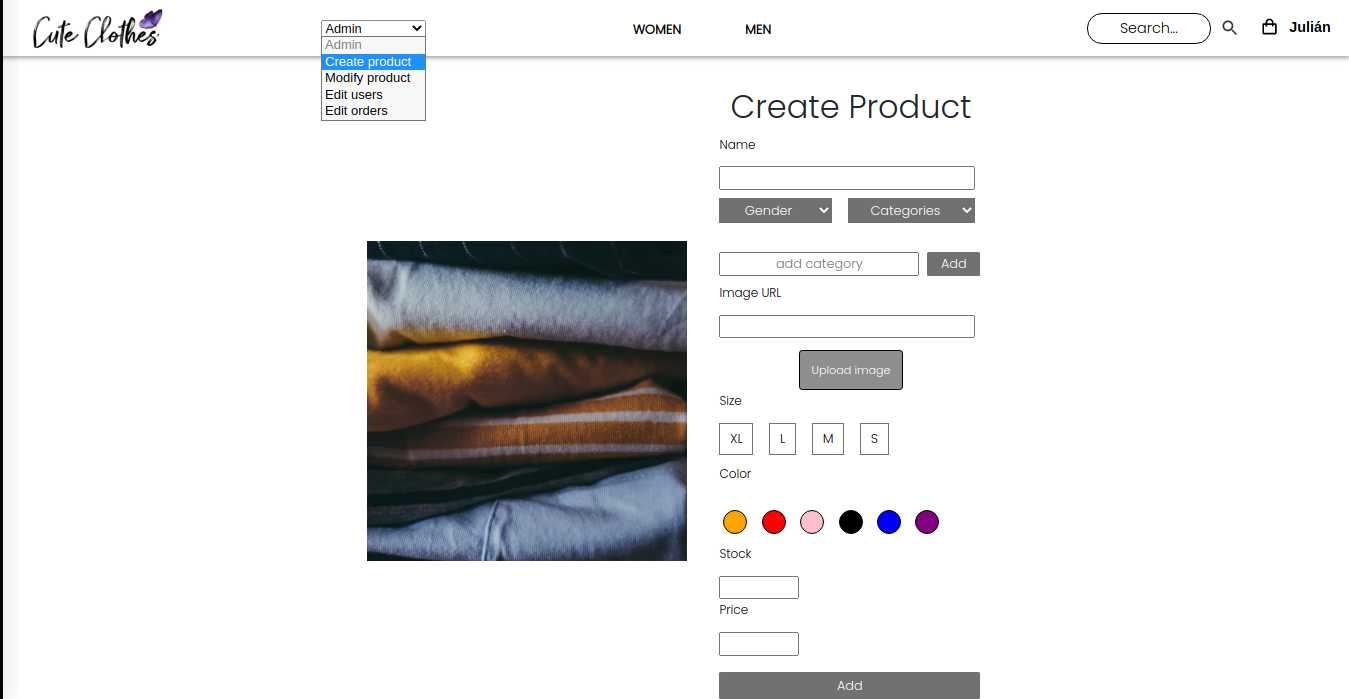 Cute Clothes
Admin
WOMEN
MEN
Search...
Julián
Admin
Create product
Modify product
Edit users
Edit orders
Create Product
Name
Gender
Categories
add category
Add
Image URL
Upload image
Size
XL
L
M
S
Color
Stock
Price
Add